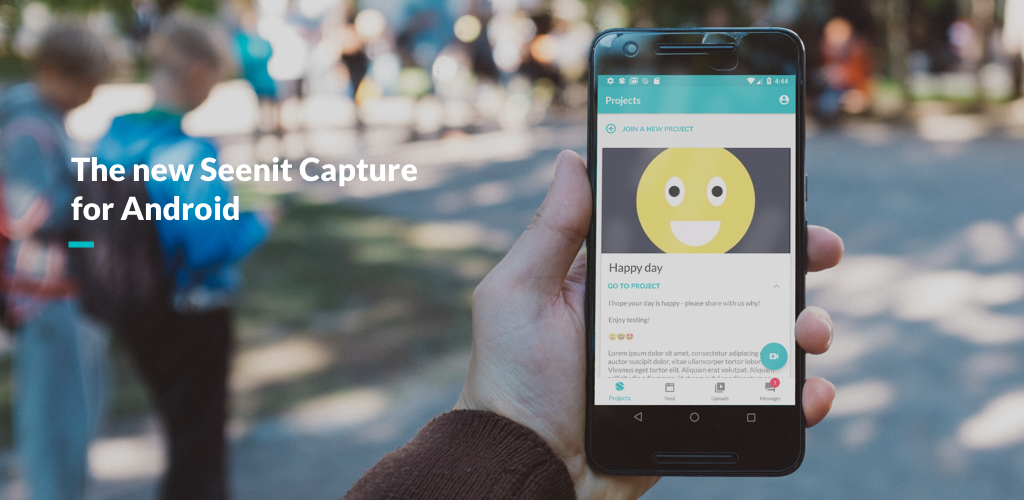 The new Seenit Capture
for Android
4:44
Projects
JOIN A NEW PROJECT
Happy day
GO TO PROJECT
I hope your day is happy - please share with us why!
Enjoy testing!
Lorem ipsum dolor sit amet, consectetur adipiscing
auctor suscipit dolor, vitae ullamcorper tortor lobor
Vivamus eget tortor elit. Aliquam erat volutpat. Aliquam
1
Projects
Feed
Uploads
Messages